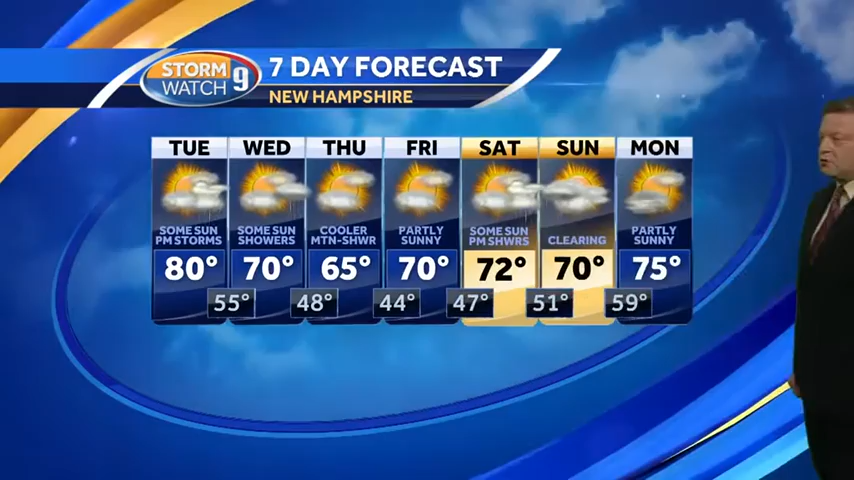 STORM
WATCH 9
7 DAY FORECAST
NEW HAMPSHIRE
TUE WED THU FRI SAT SUN MON
SOME SUN SOME SUN COOLER PARTLY SOME SUN CLEARING PARTLY
PM STORMS SHOWERS MTN-SHWR SUNNY PM SHWRS SUNNY
80° 70° 65° 70° 72° 70° 75°
55° 48° 44° 47° 51° 59°